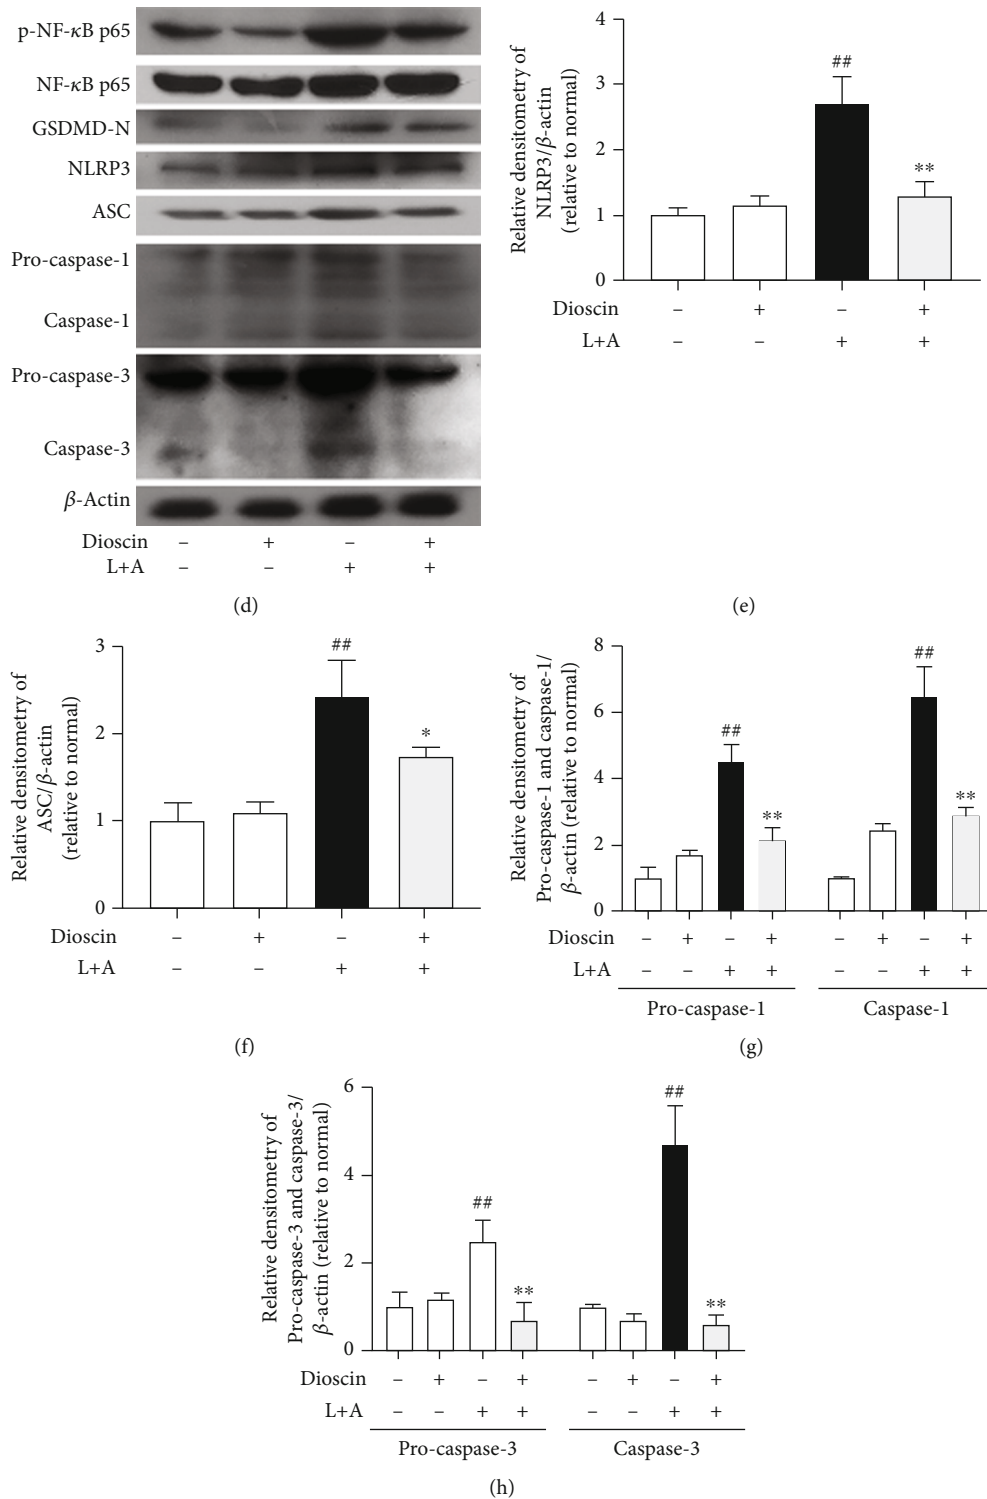 p-NF-κB p65
NF-κB p65
GSDMD-N
NLRP3
ASC
Pro-caspase-1
Caspase-1
Pro-caspase-3
Caspase-3
β-Actin
Dioscin – + – +
L+A – – + +
(d)
Relative densitometry of
NLRP3/β-actin
(relative to normal)
4
3
2
1
0
##
**
Dioscin – + – +
L+A – – + +
(e)
Relative densitometry of
ASC/β-actin
(relative to normal)
3
2
1
0
##
*
Dioscin – + – +
L+A – – + +
(f)
Relative densitometry of
Pro-caspase-1 and caspase-1/
β-actin (relative to normal)
8
6
4
2
0
##
**
##
**
Dioscin – + – + – + – +
L+A – – + + – – + +
Pro-caspase-1 Caspase-1
(g)
Relative densitometry of
Pro-caspase-3 and caspase-3/
β-actin (relative to normal)
6
4
2
0
##
**
##
**
Dioscin – + – + – + – +
L+A – – + + – – + +
Pro-caspase-3 Caspase-3
(h)